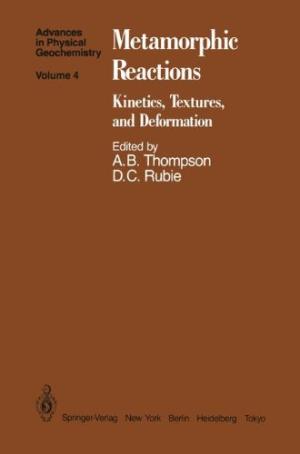 Advances
in Physical
Geochemistry
Volume 4
Metamorphic
Reactions
Kinetics, Textures,
and Deformation
Edited by
A.B. Thompson
D.C. Rubie
Springer-Verlag New York Berlin Heidelberg Tokyo